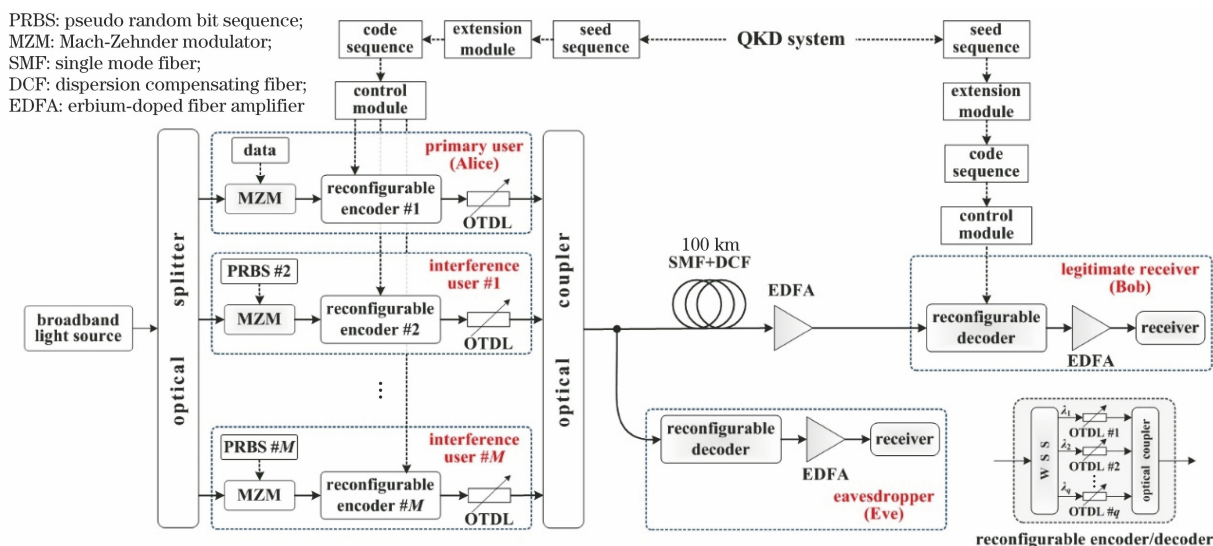 PRBS: pseudo random bit sequence;
MZM: Mach-Zehnder modulator;
SMF: single mode fiber;
DCF: dispersion compensating fiber;
EDFA: erbium-doped fiber amplifier
code
sequence
extension
module
seed
sequence
QKD system
seed
sequence
control
module
extension
module
code
sequence
control
module
broadband
light source
optical splitter
data
MZM
reconfigurable
encoder #1
OTDL
primary user
(Alice)
PRBS #2
MZM
reconfigurable
encoder #2
OTDL
interference
user #1
⋮
PRBS #M
MZM
reconfigurable
encoder #M
OTDL
interference
user #M
optical coupler
100 km
SMF+DCF
EDFA
legitimate receiver
(Bob)
reconfigurable
decoder
EDFA
receiver
reconfigurable
decoder
EDFA
receiver
eavesdropper
(Eve)
WSS
λ1
OTDL #1
λ2
OTDL #2
λq
OTDL #q
optical coupler
reconfigurable encoder/decoder